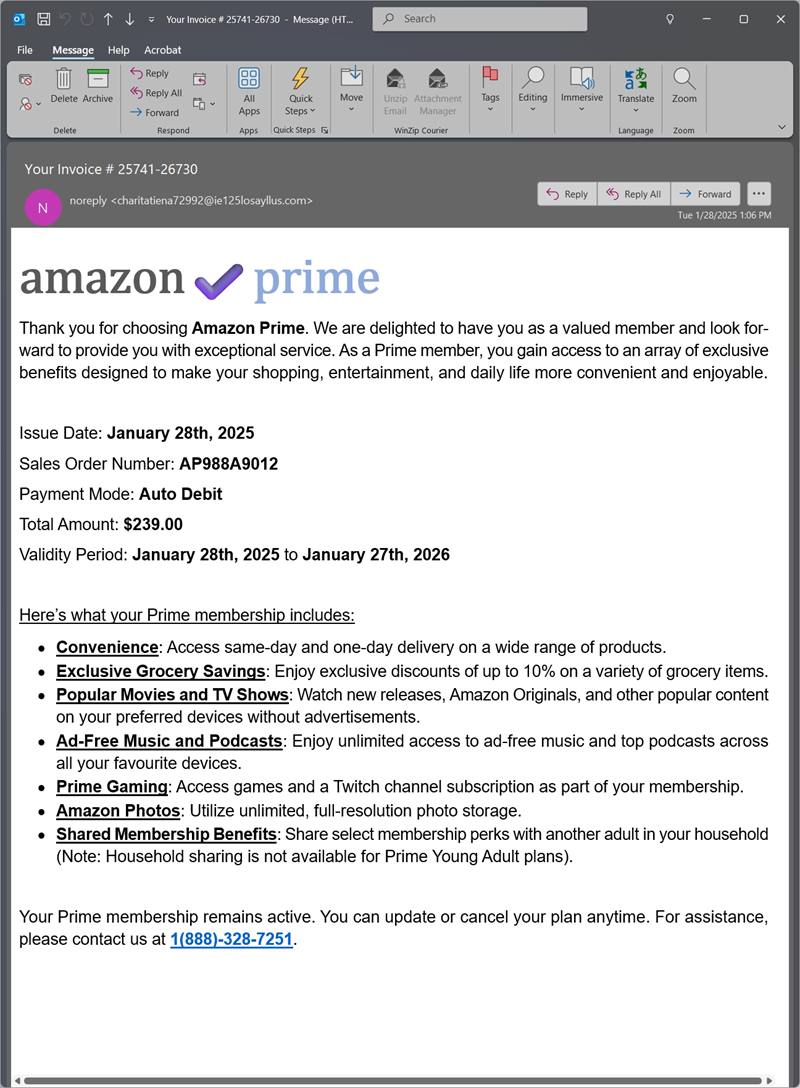 Your Invoice # 25741-26730 - Message (HT...
Search
File Message Help Acrobat
Delete Archive
Reply
Reply All
Forward
All Apps
Quick Steps
Move
Unzip Email
Attachment Manager
Tags
Editing
Immersive
Translate
Zoom
Delete Respond Apps Quick Steps WinZip Courier Language Zoom
Your Invoice # 25741-26730
N
noreply <charitatiena72992@ie125losayllus.com>
Reply Reply All Forward
Tue 1/28/2025 1:06 PM
amazon prime
Thank you for choosing Amazon Prime. We are delighted to have you as a valued member and look for-
ward to provide you with exceptional service. As a Prime member, you gain access to an array of exclusive
benefits designed to make your shopping, entertainment, and daily life more convenient and enjoyable.
Issue Date: January 28th, 2025
Sales Order Number: AP988A9012
Payment Mode: Auto Debit
Total Amount: $239.00
Validity Period: January 28th, 2025 to January 27th, 2026
Here's what your Prime membership includes:
• Convenience: Access same-day and one-day delivery on a wide range of products.
• Exclusive Grocery Savings: Enjoy exclusive discounts of up to 10% on a variety of grocery items.
• Popular Movies and TV Shows: Watch new releases, Amazon Originals, and other popular content
on your preferred devices without advertisements.
• Ad-Free Music and Podcasts: Enjoy unlimited access to ad-free music and top podcasts across
all your favourite devices.
• Prime Gaming: Access games and a Twitch channel subscription as part of your membership.
• Amazon Photos: Utilize unlimited, full-resolution photo storage.
• Shared Membership Benefits: Share select membership perks with another adult in your household
(Note: Household sharing is not available for Prime Young Adult plans).
Your Prime membership remains active. You can update or cancel your plan anytime. For assistance,
please contact us at 1(888)-328-7251.